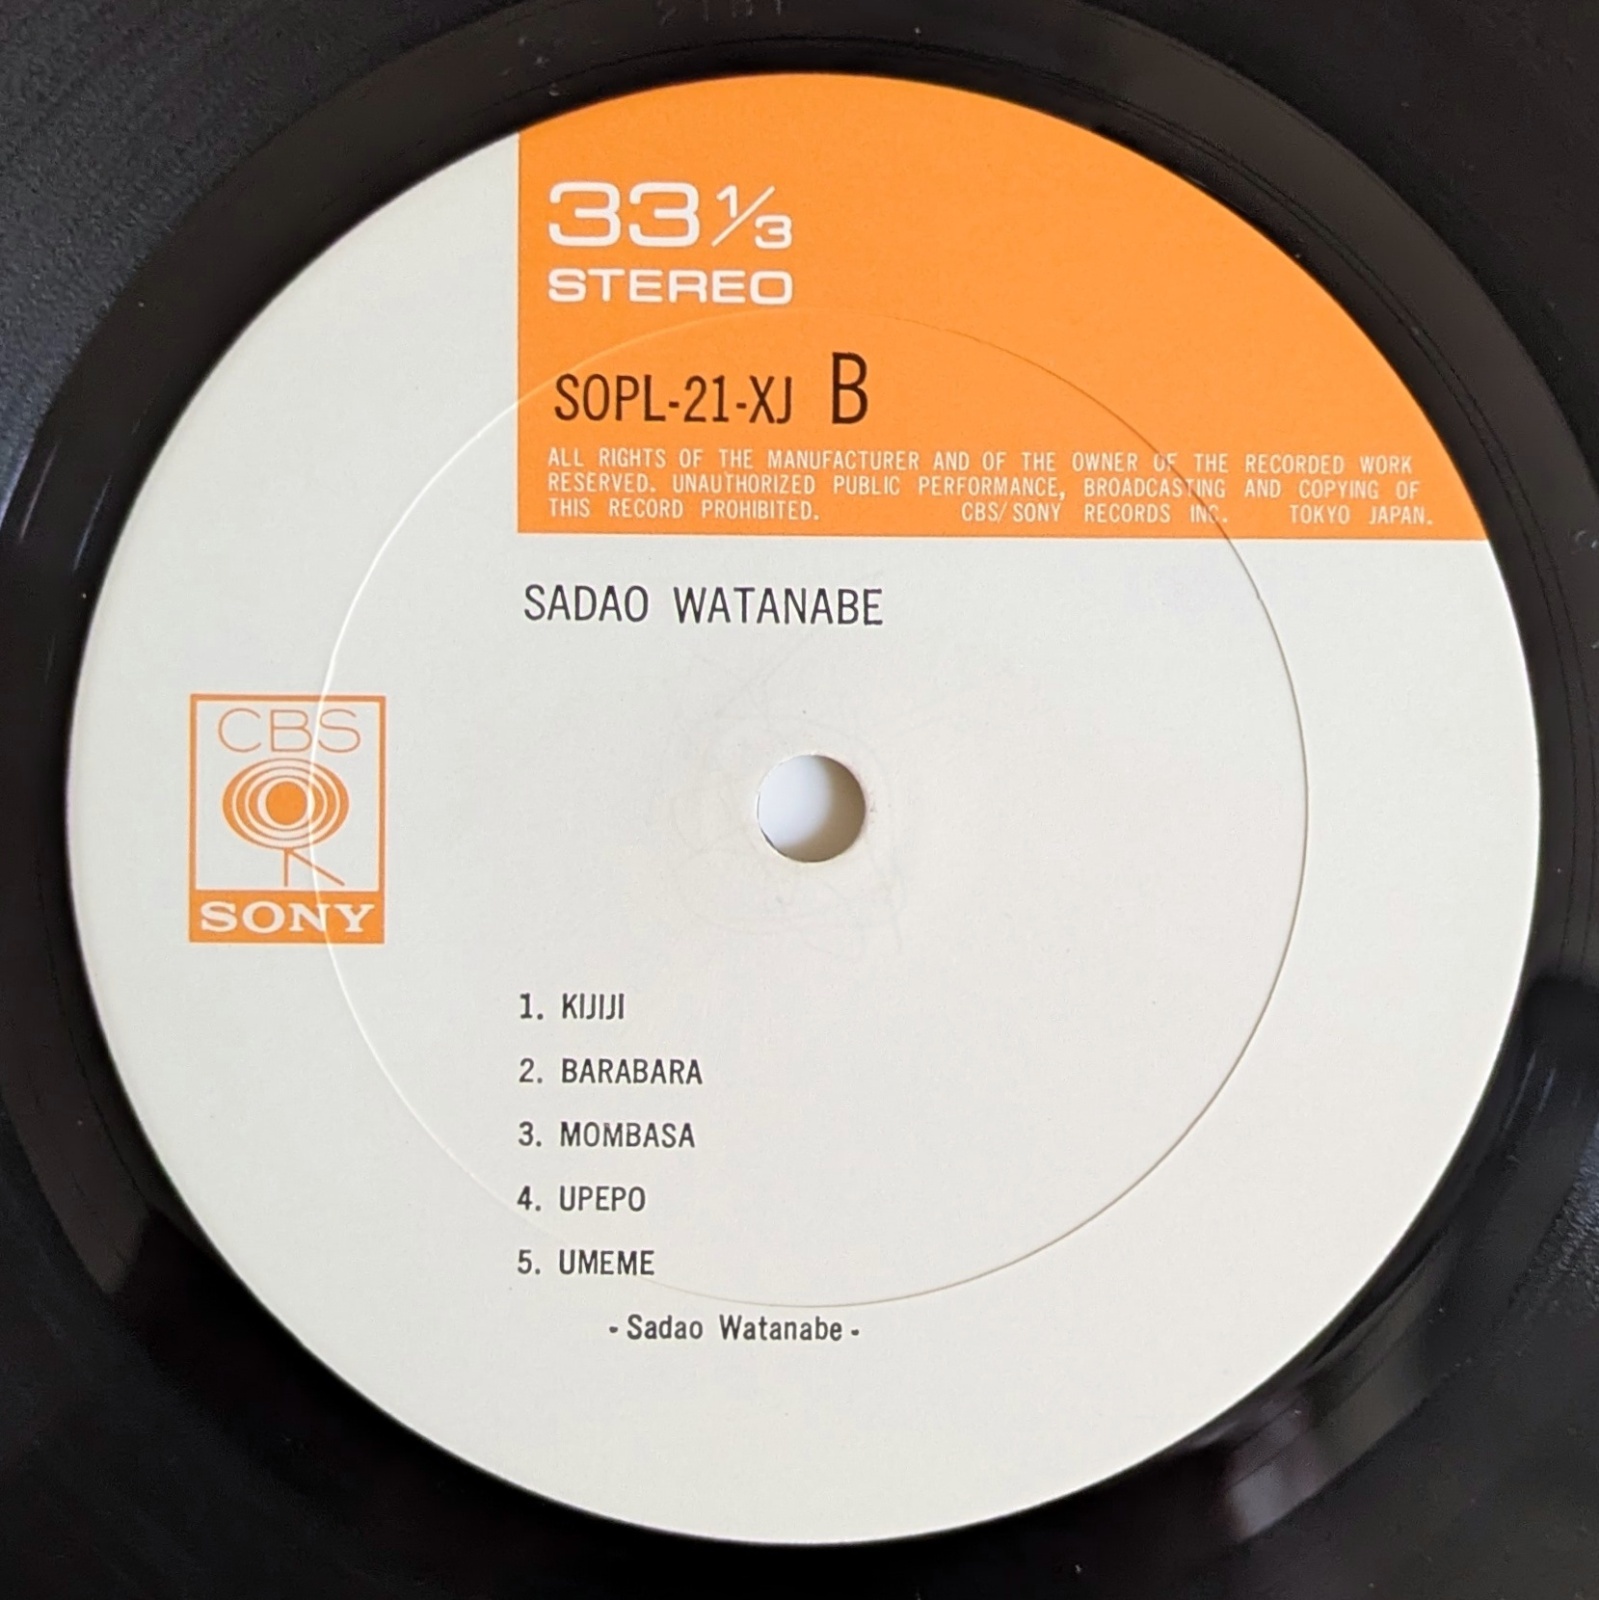 33 1/3
STEREO
SOPL-21-XJ B
ALL RIGHTS OF THE MANUFACTURER AND OF THE OWNER OF THE RECORDED WORK
RESERVED. UNAUTHORIZED PUBLIC PERFORMANCE, BROADCASTING AND COPYING OF
THIS RECORD PROHIBITED. CBS/SONY RECORDS INC. TOKYO JAPAN.
SADAO WATANABE
CBS
SONY
1. KIJIJI
2. BARABARA
3. MOMBASA
4. UPEPO
5. UMEME
- Sadao Watanabe -